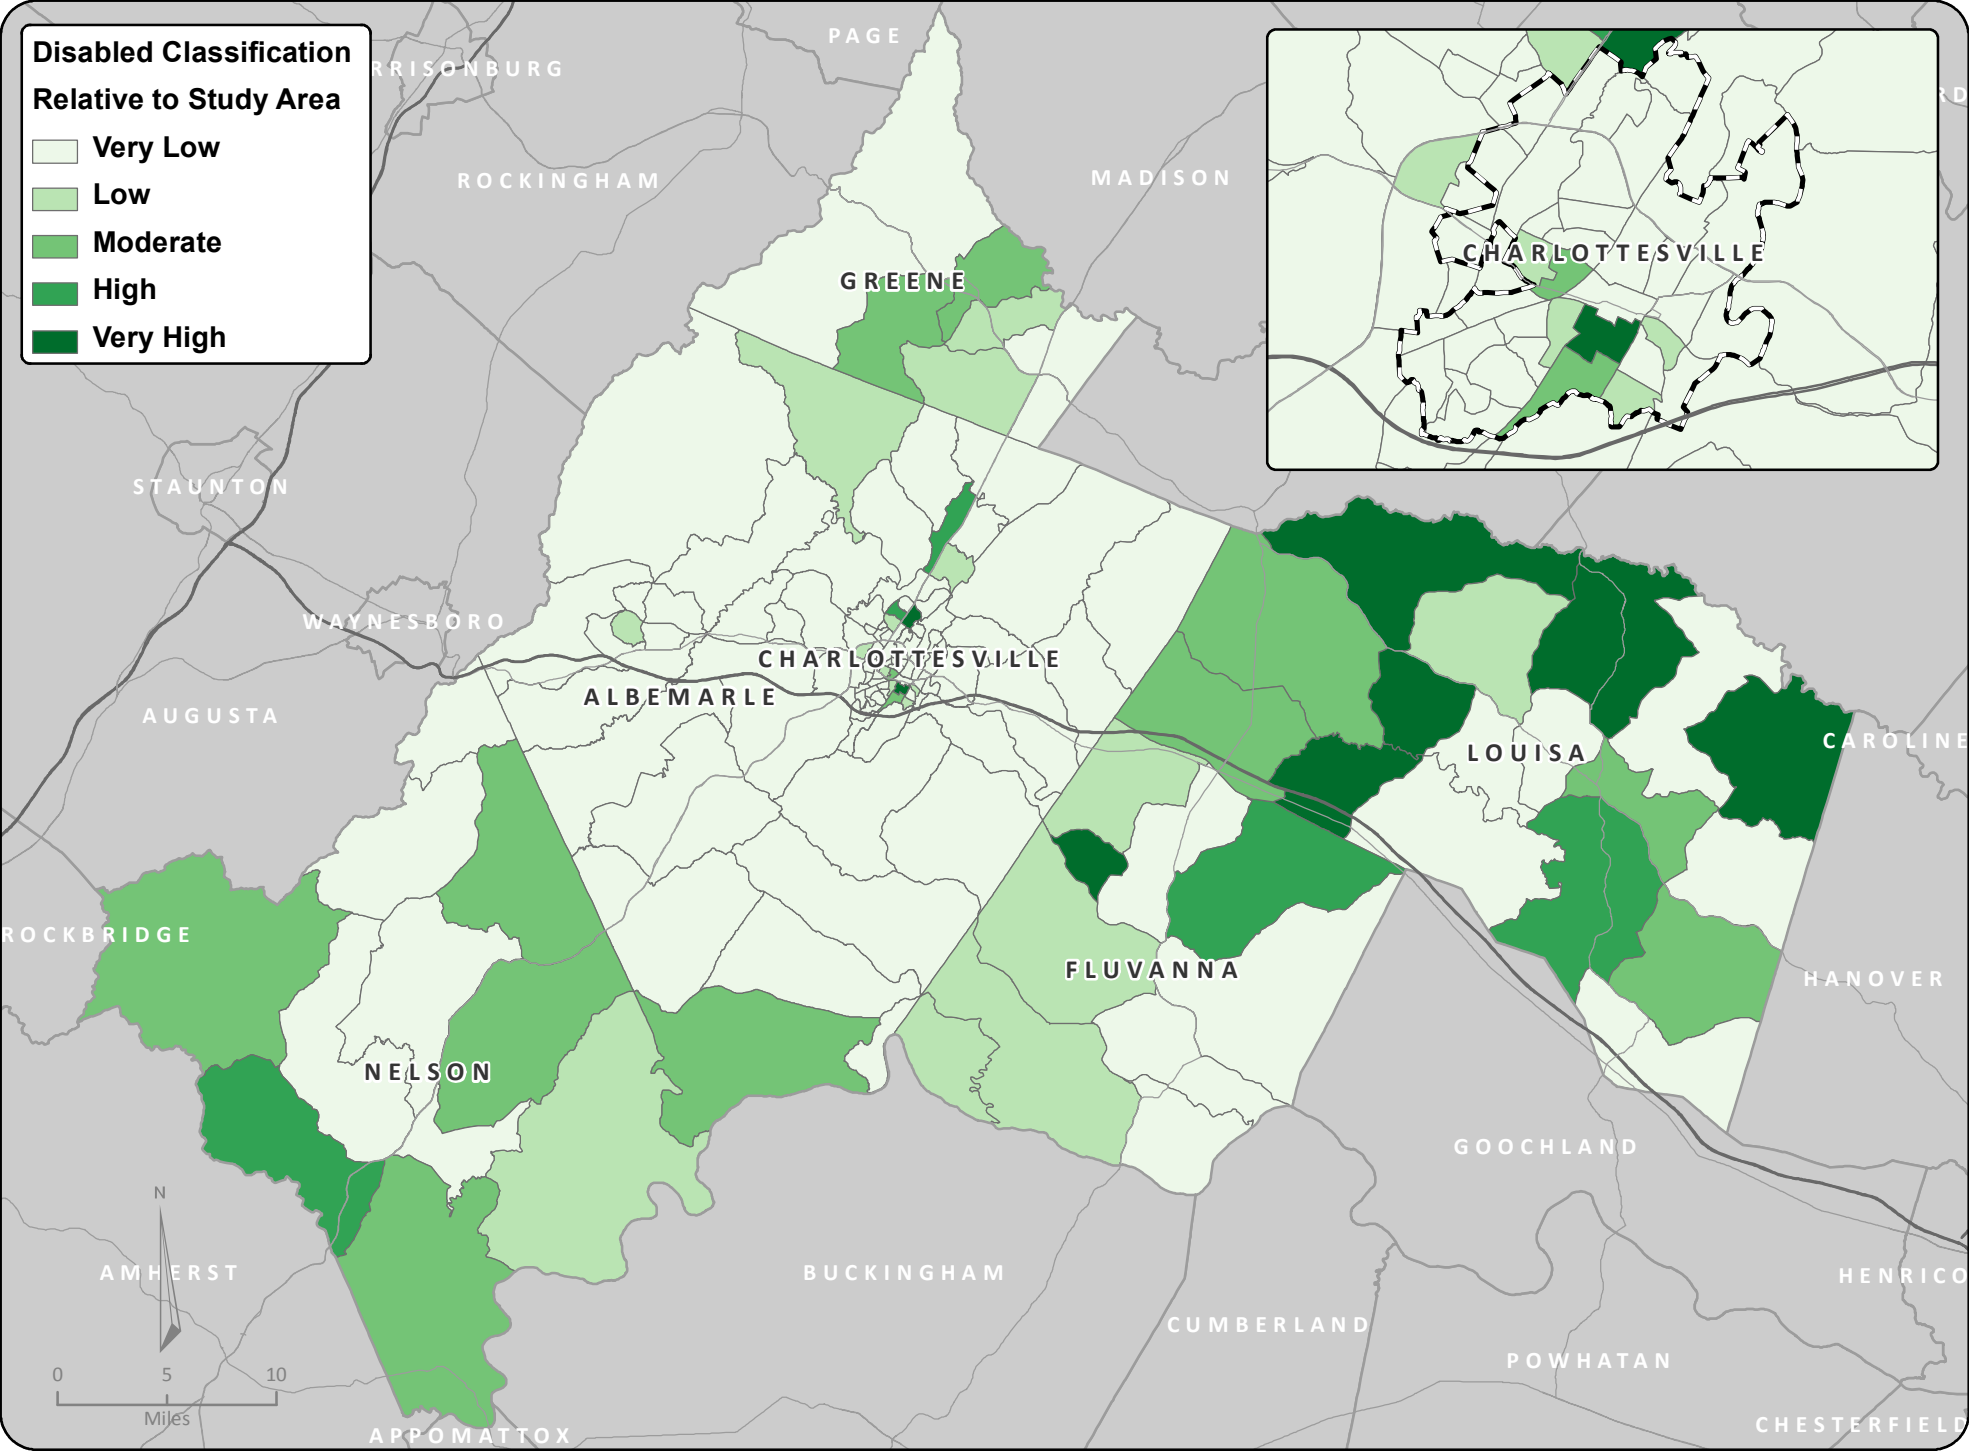 Disabled Classification
Relative to Study Area
Very Low
Low
Moderate
High
Very High
PAGE
RRISONBURG
ROCKINGHAM
MADISON
RD
GREENE
CHARLOTTESVILLE
STAUNTON
WAYNESBORO
CHARLOTTESVILLE
ALBEMARLE
AUGUSTA
LOUISA
CAROLINE
ROCKBRIDGE
FLUVANNA
HANOVER
NELSON
GOOCHLAND
N
AMHERST
BUCKINGHAM
HENRICO
CUMBERLAND
POWHATAN
0 5 10
Miles
APPOMATTOX
CHESTERFIELD